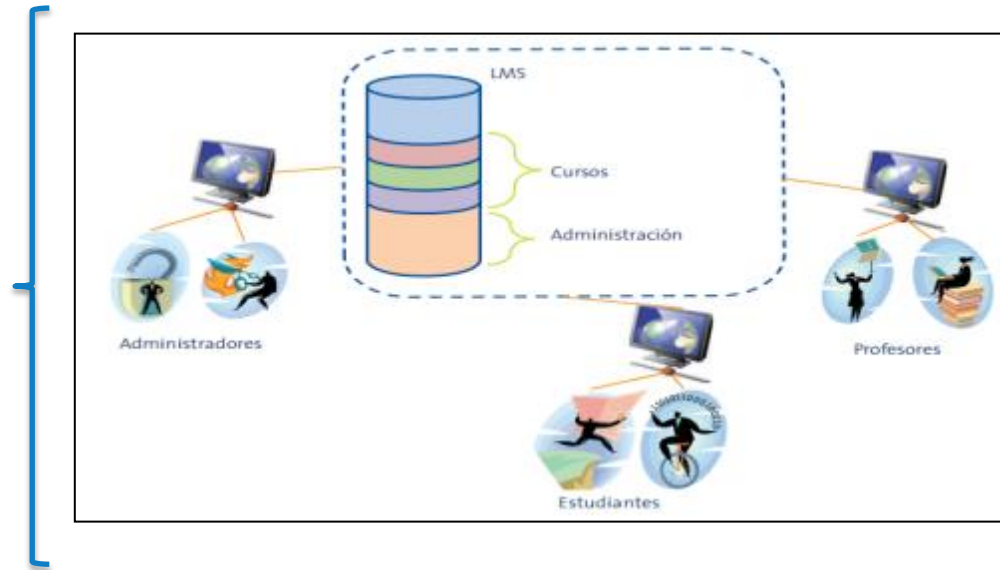 LMS
Cursos
Administración
Administradores
Profesores
Estudiantes